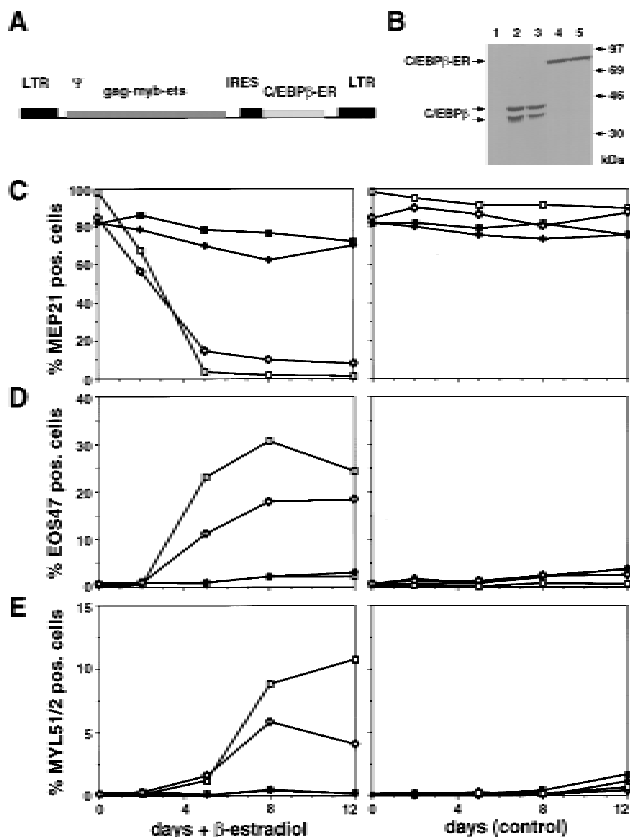 A
LTR Ψ gag-myb-ets IRES C/EBPβ-ER LTR
B
1 2 3 4 5
C/EBPβ-ER
C/EBPβ
97
69
46
30
kDa
C
% MEP21 pos. cells
100
80
60
40
20
0
D
% EOS47 pos. cells
40
30
20
10
0
E
% MYL51/2 pos. cells
15
10
5
0
0 4 8 12
days + β-estradiol
0 4 8 12
days (control)